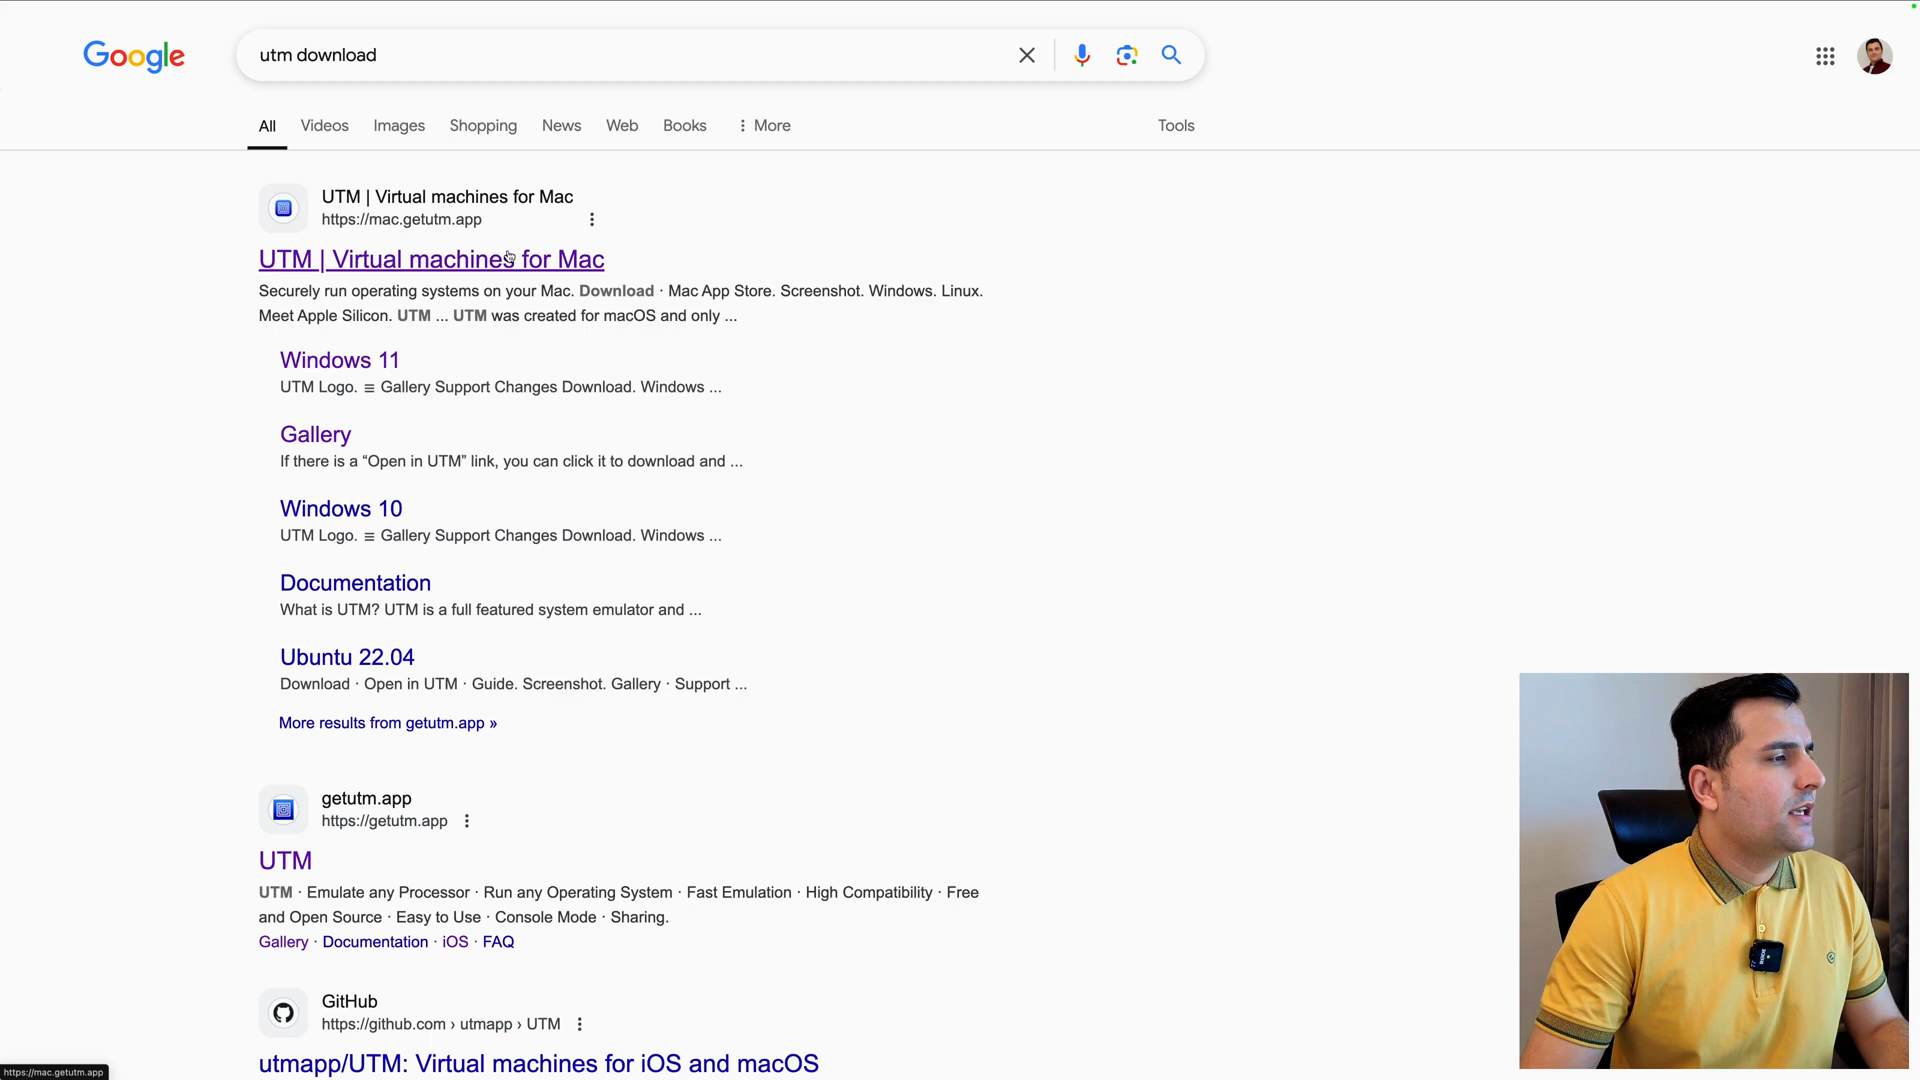 Google
utm download
All Videos Images Shopping News Web Books More Tools
UTM | Virtual machines for Mac
https://mac.getutm.app
UTM | Virtual machines for Mac
Securely run operating systems on your Mac. Download · Mac App Store. Screenshot. Windows. Linux.
Meet Apple Silicon. UTM ... UTM was created for macOS and only ...
Windows 11
UTM Logo. ≡ Gallery Support Changes Download. Windows ...
Gallery
If there is a “Open in UTM” link, you can click it to download and ...
Windows 10
UTM Logo. ≡ Gallery Support Changes Download. Windows ...
Documentation
What is UTM? UTM is a full featured system emulator and ...
Ubuntu 22.04
Download · Open in UTM · Guide. Screenshot. Gallery · Support ...
More results from getutm.app »
getutm.app
https://getutm.app
UTM
UTM · Emulate any Processor · Run any Operating System · Fast Emulation · High Compatibility · Free
and Open Source · Easy to Use · Console Mode · Sharing.
Gallery · Documentation · iOS · FAQ
GitHub
https://github.com › utmapp › UTM
utmapp/UTM: Virtual machines for iOS and macOS
https://mac.getutm.app
RØDE